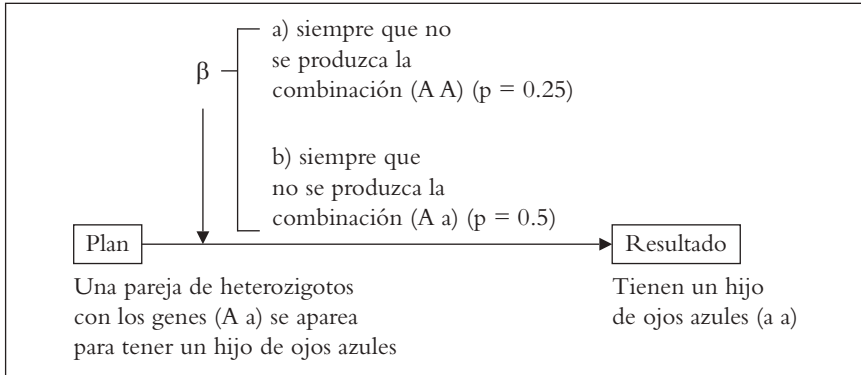 β
a) siempre que no
se produzca la
combinación (A A) (p = 0.25)
b) siempre que
no se produzca la
combinación (A a) (p = 0.5)
Plan
Resultado
Una pareja de heterozigotos
con los genes (A a) se aparea
para tener un hijo de ojos azules
Tienen un hijo
de ojos azules (a a)